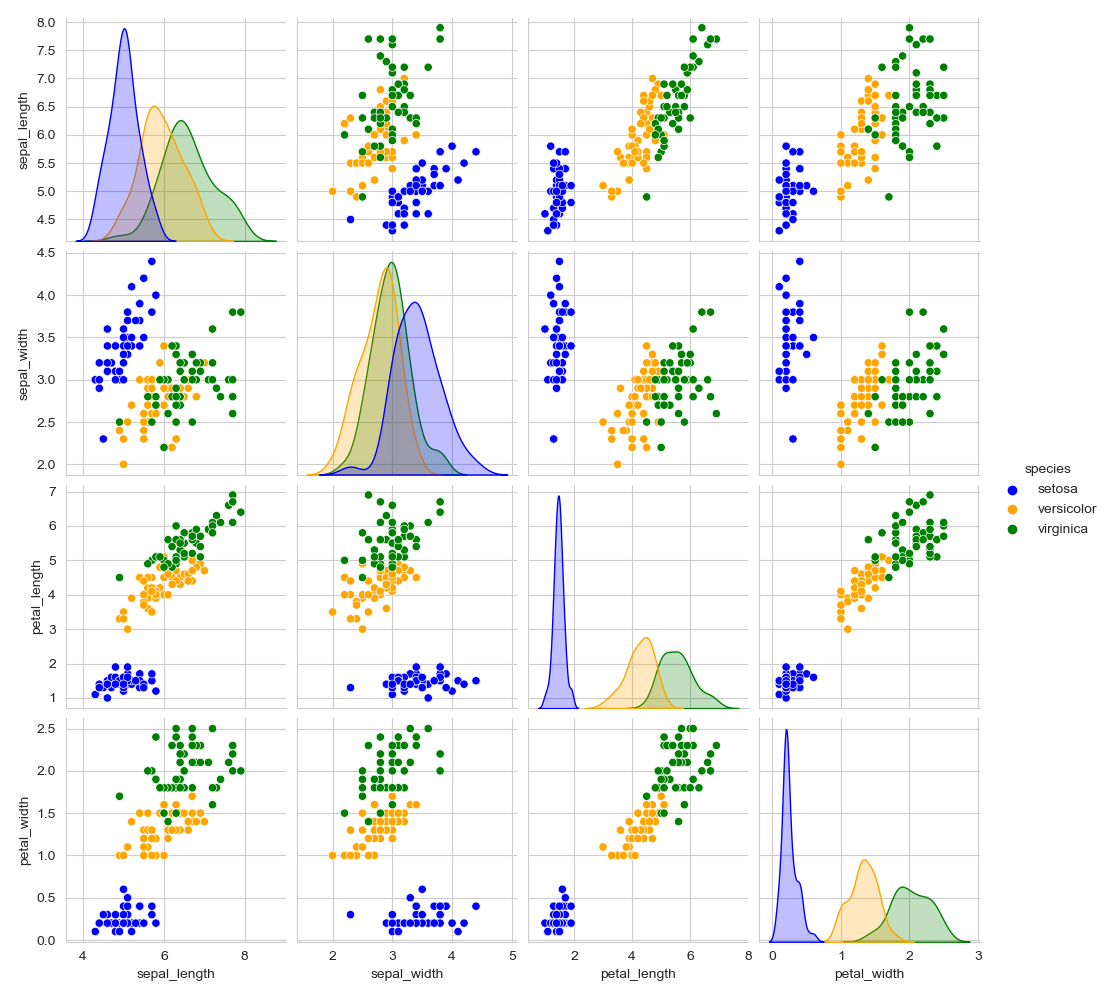 8.0
7.5
7.0
6.5
6.0
5.5
5.0
4.5
sepal_length
4.5
4.0
3.5
3.0
2.5
2.0
sepal_width
7
6
5
4
3
2
1
petal_length
2.5
2.0
1.5
1.0
0.5
0.0
petal_width
4 6 8
sepal_length
2 3 4 5
sepal_width
2 4 6 8
petal_length
0 1 2 3
petal_width
species
setosa
versicolor
virginica